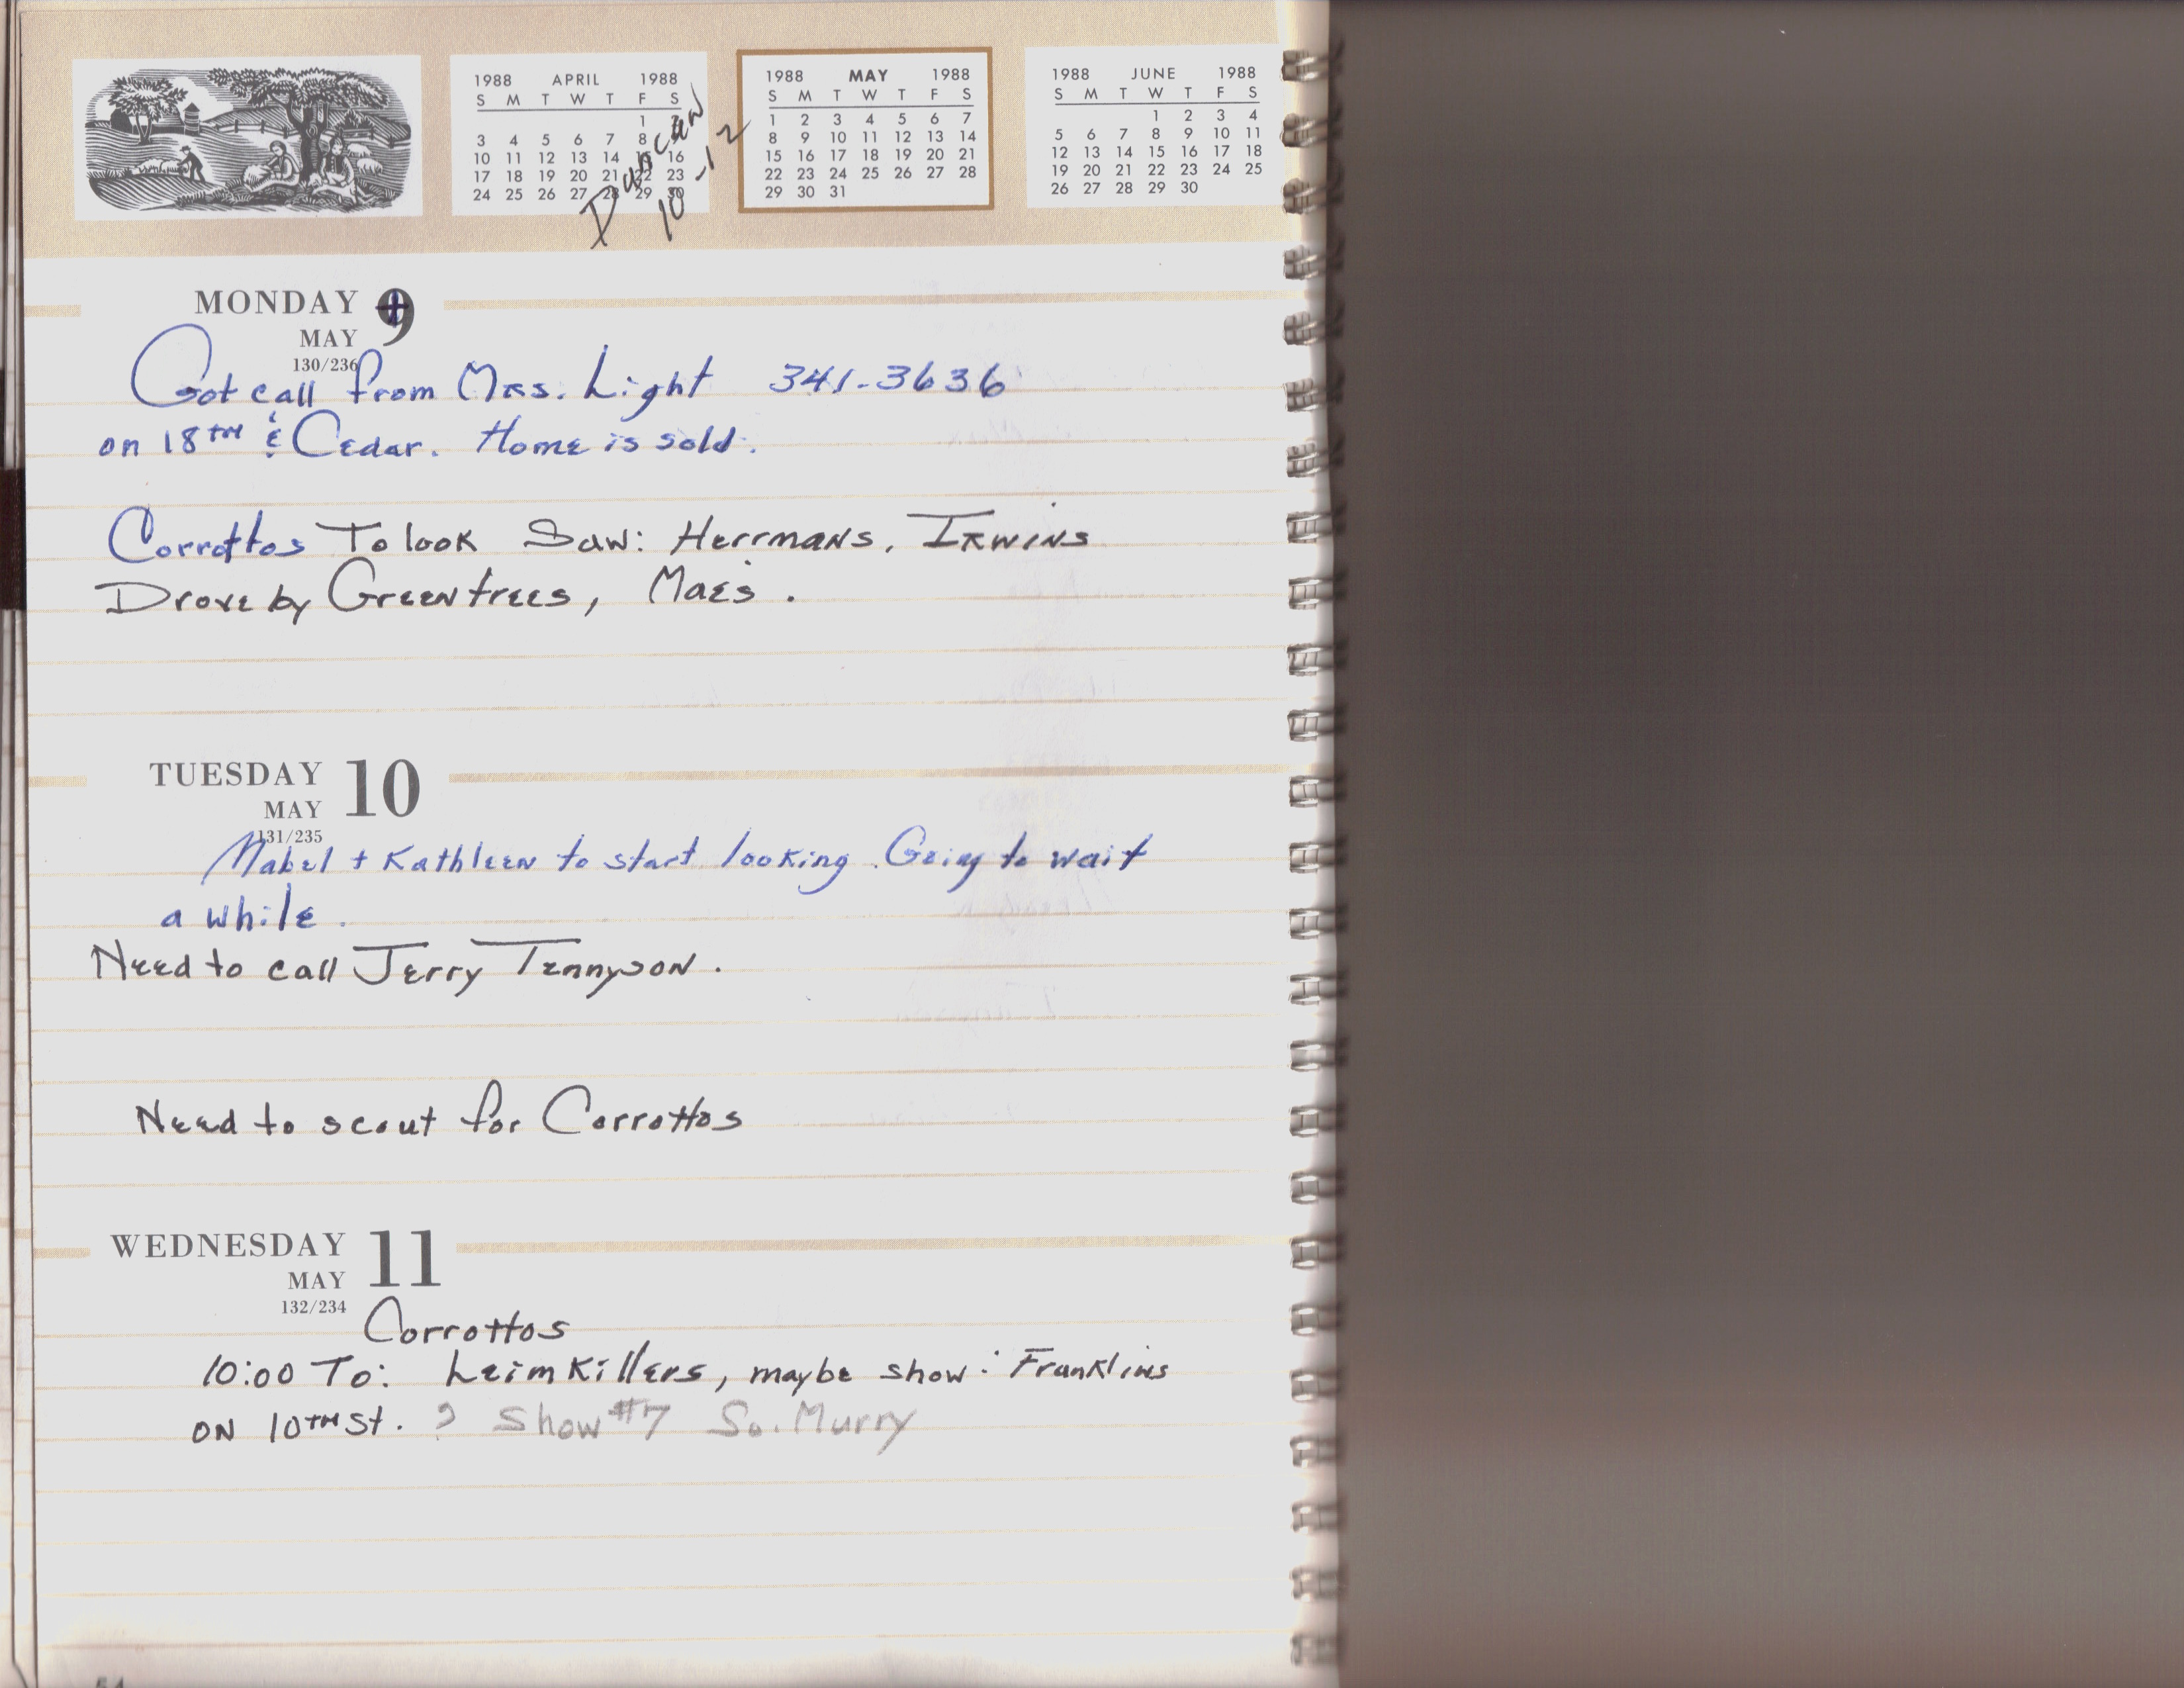 1988 APRIL 1988
S M T W T F S
1 2
3 4 5 6 7 8
10 11 12 13 14 15 16
17 18 19 20 21 22 23
24 25 26 27 28 29 30
Duncan
10-12
1988 MAY 1988
S M T W T F S
1 2 3 4 5 6 7
8 9 10 11 12 13 14
15 16 17 18 19 20 21
22 23 24 25 26 27 28
29 30 31
1988 JUNE 1988
S M T W T F S
1 2 3 4
5 6 7 8 9 10 11
12 13 14 15 16 17 18
19 20 21 22 23 24 25
26 27 28 29 30
MONDAY 9
MAY
130/236
Got call from Mrs. Light 341-3636
on 18TH & Cedar. Home is sold.
Corrottos To look Saw: Herrmans, Irwins
Drove by Greentrees, Maes.
TUESDAY 10
MAY
131/235
Mabel + Kathleen to start looking. Going to wait
a while.
Need to call Jerry Tennyson.
Need to scout for Corrottos
WEDNESDAY 11
MAY
132/234
Corrottos
10:00 To: Leimkillers, maybe show: Franklins
ON 10TH St. ? Show #7 So. Murry